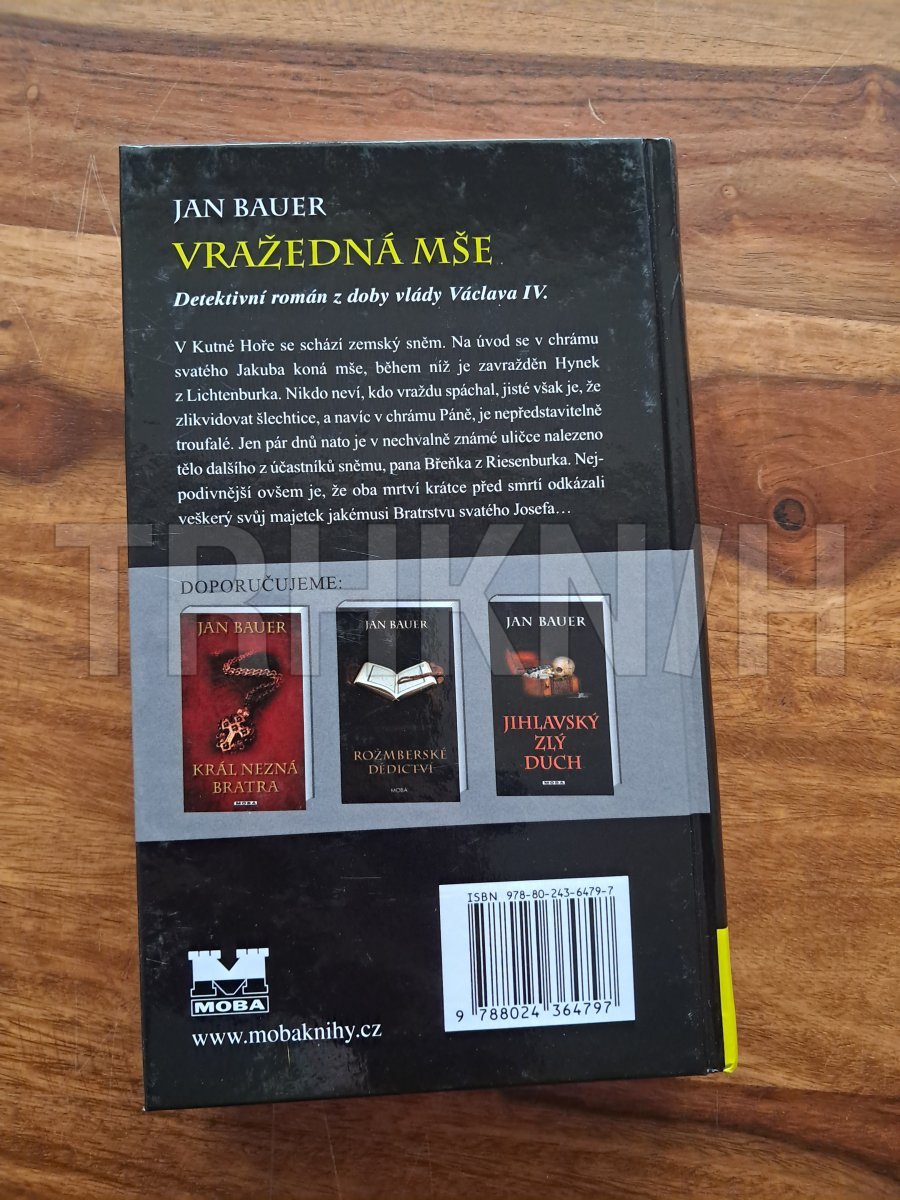 JAN BAUER
VRAŽEDNÁ MŠE
Detektivní román z doby vlády Václava IV.
V Kutné Hoře se schází zemský sněm. Na úvod se v chrámu
svatého Jakuba koná mše, během níž je zavražděn Hynek
z Lichtenburka. Nikdo neví, kdo vraždu spáchal, jisté však je, že
zlikvidovat šlechtice, a navíc v chrámu Páně, je nepředstavitelně
troufalé. Jen pár dnů nato je v nechvalně známé uličce nalezeno
tělo dalšího z účastníků sněmu, pana Břeňka z Riesenburka. Nej-
podivnější ovšem je, že oba mrtví krátce před smrtí odkázali
veškerý svůj majetek jakémusi Bratrstvu svatého Josefa...
TRHKNIH
DOPORUČUJEME:
JAN BAUER
KRÁL NEZNÁ
BRATRA
MOBA
JAN BAUER
ROŽMBERSKÉ
DĚDICTVÍ
MOBA
JAN BAUER
JIHLAVSKÝ
ZLÝ
DUCH
MOBA
ISBN 978-80-243-6479-7
9 788024 364797
M
MOBA
www.mobaknihy.cz